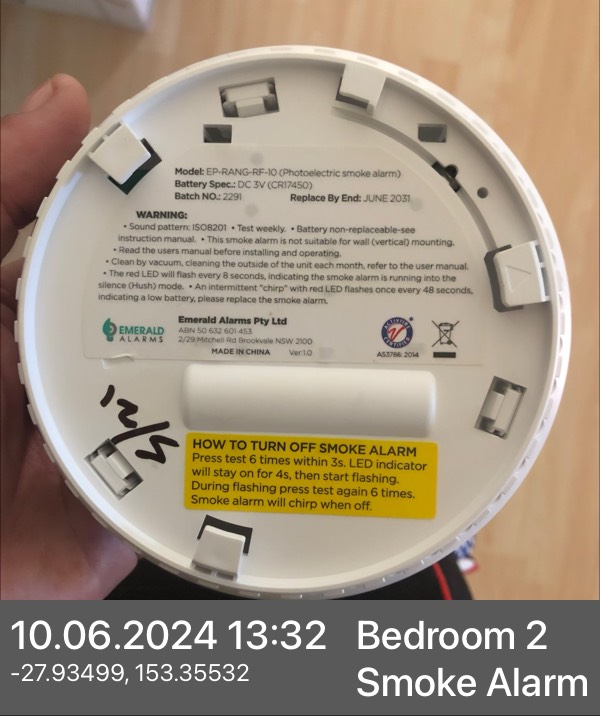 Model: EP-RANG-RF-10 (Photoelectric smoke alarm)
Battery Spec.: DC 3V (CR17450)
Batch NO.: 2291 Replace By End: JUNE 2031
WARNING:
• Sound pattern: ISO8201 • Test weekly. • Battery non-replaceable-see
instruction manual. • This smoke alarm is not suitable for wall (vertical) mounting.
• Read the users manual before installing and operating.
• Clean by vacuum, cleaning the outside of the unit each month, refer to the user manual.
• The red LED will flash every 8 seconds, indicating the smoke alarm is running into the
silence (Hush) mode. • An intermittent "chirp" with red LED flashes once every 48 seconds,
indicating a low battery, please replace the smoke alarm.
EMERALD
ALARMS
Emerald Alarms Pty Ltd
ABN 50 632 601 453
2/29 Mitchell Rd Brookvale NSW 2100
MADE IN CHINA Ver:1.0
ACTIVFIRE
CERTIFIED
AS3786: 2014
12/5
HOW TO TURN OFF SMOKE ALARM
Press test 6 times within 3s. LED indicator
will stay on for 4s, then start flashing.
During flashing press test again 6 times.
Smoke alarm will chirp when off.
10.06.2024 13:32
-27.93499, 153.35532
Bedroom 2
Smoke Alarm